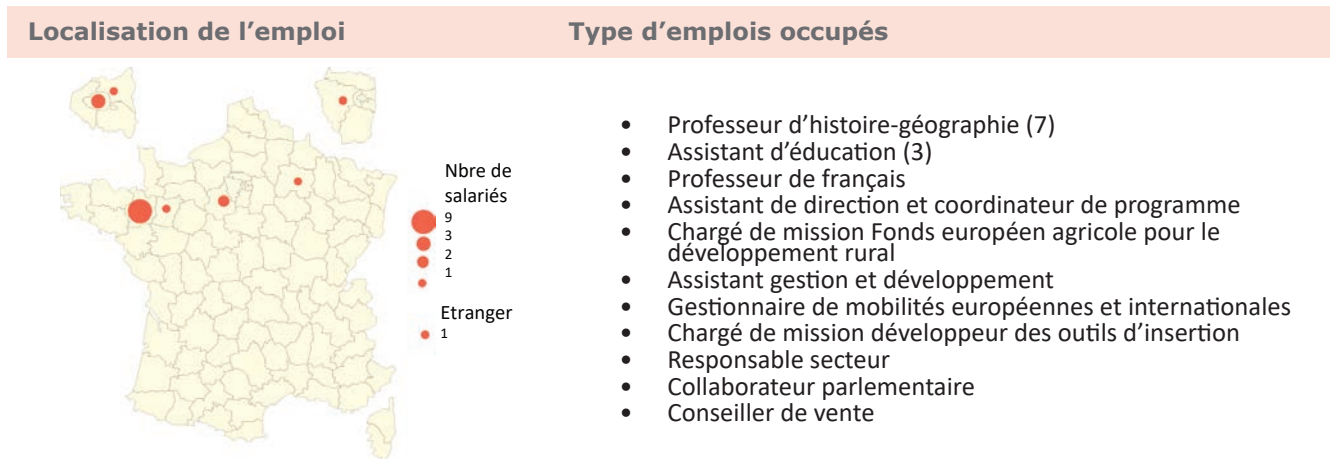 Localisation de l’emploi
Type d’emplois occupés
Nbre de
salariés
9
3
2
1
Etranger
1
• Professeur d’histoire-géographie (7)
• Assistant d’éducation (3)
• Professeur de français
• Assistant de direction et coordinateur de programme
• Chargé de mission Fonds européen agricole pour le
développement rural
• Assistant gestion et développement
• Gestionnaire de mobilités européennes et internationales
• Chargé de mission développeur des outils d’insertion
• Responsable secteur
• Collaborateur parlementaire
• Conseiller de vente